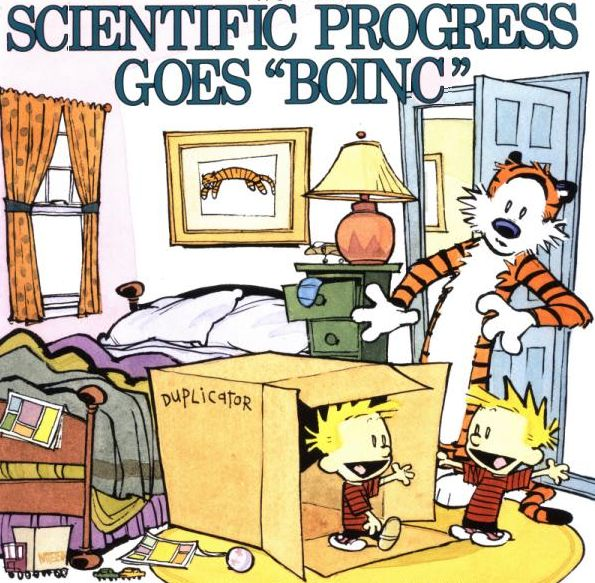 SCIENTIFIC PROGRESS
GOES "BOINC"
DUPLICATOR